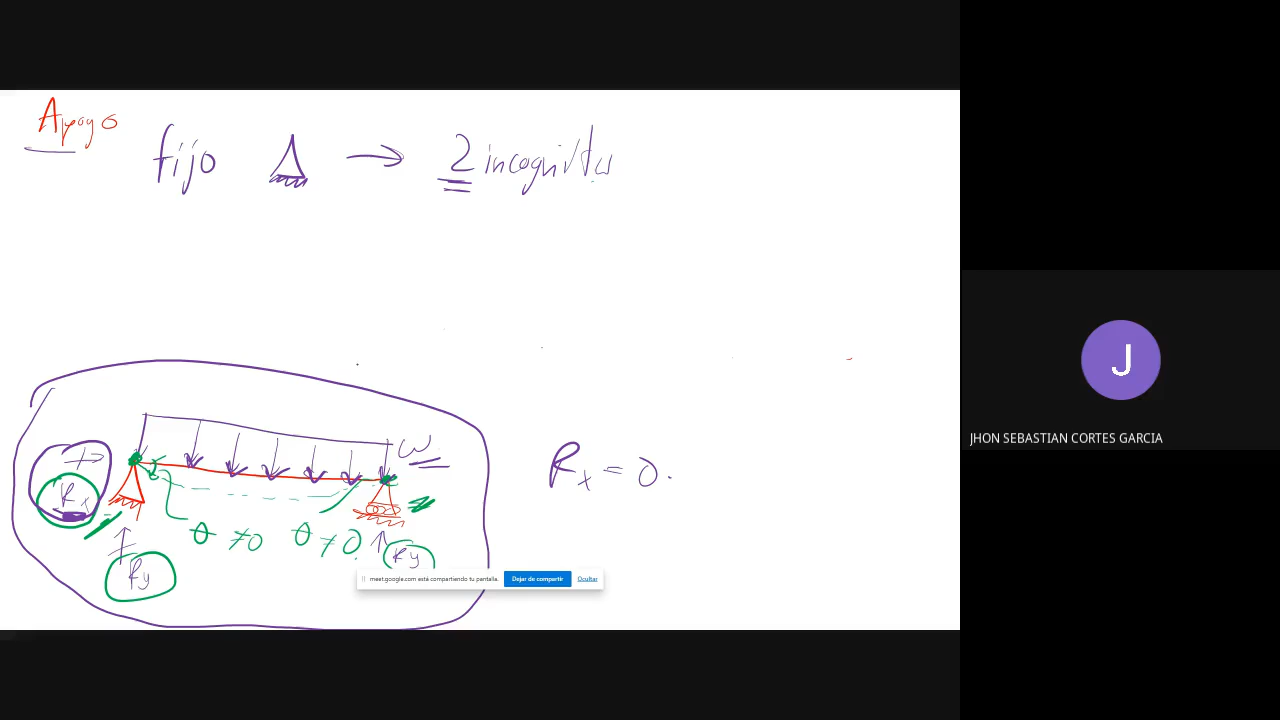 Apoyo
fijo → 2 incognitas
w
Rx
Rx = 0.
θ ≠0 θ ≠0.
Ry
Ry
meet.google.com está compartiendo tu pantalla. Dejar de compartir Ocultar
J
JHON SEBASTIAN CORTES GARCIA